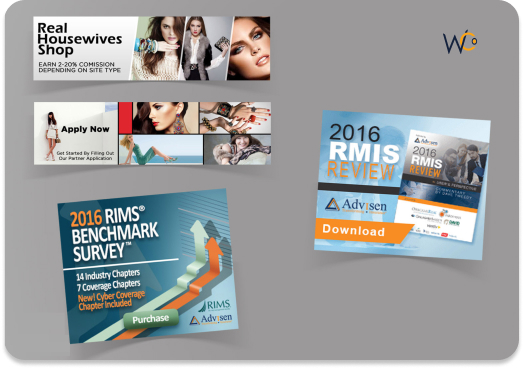 Real
Housewives
Shop
EARN 2-20% COMISSION
DEPENDING ON SITE TYPE
WCo
Apply Now
Get Started By Filling Out
Our Partner Application
2016
RMIS
REVIEW
Advisen
2016
RMIS
REVIEW
Advisen
Download
2016 RIMS®
BENCHMARK
SURVEY™
14 Industry Chapters
7 Coverage Chapters
New! Cyber Coverage
Chapter Included
Purchase
RIMS
Advisen